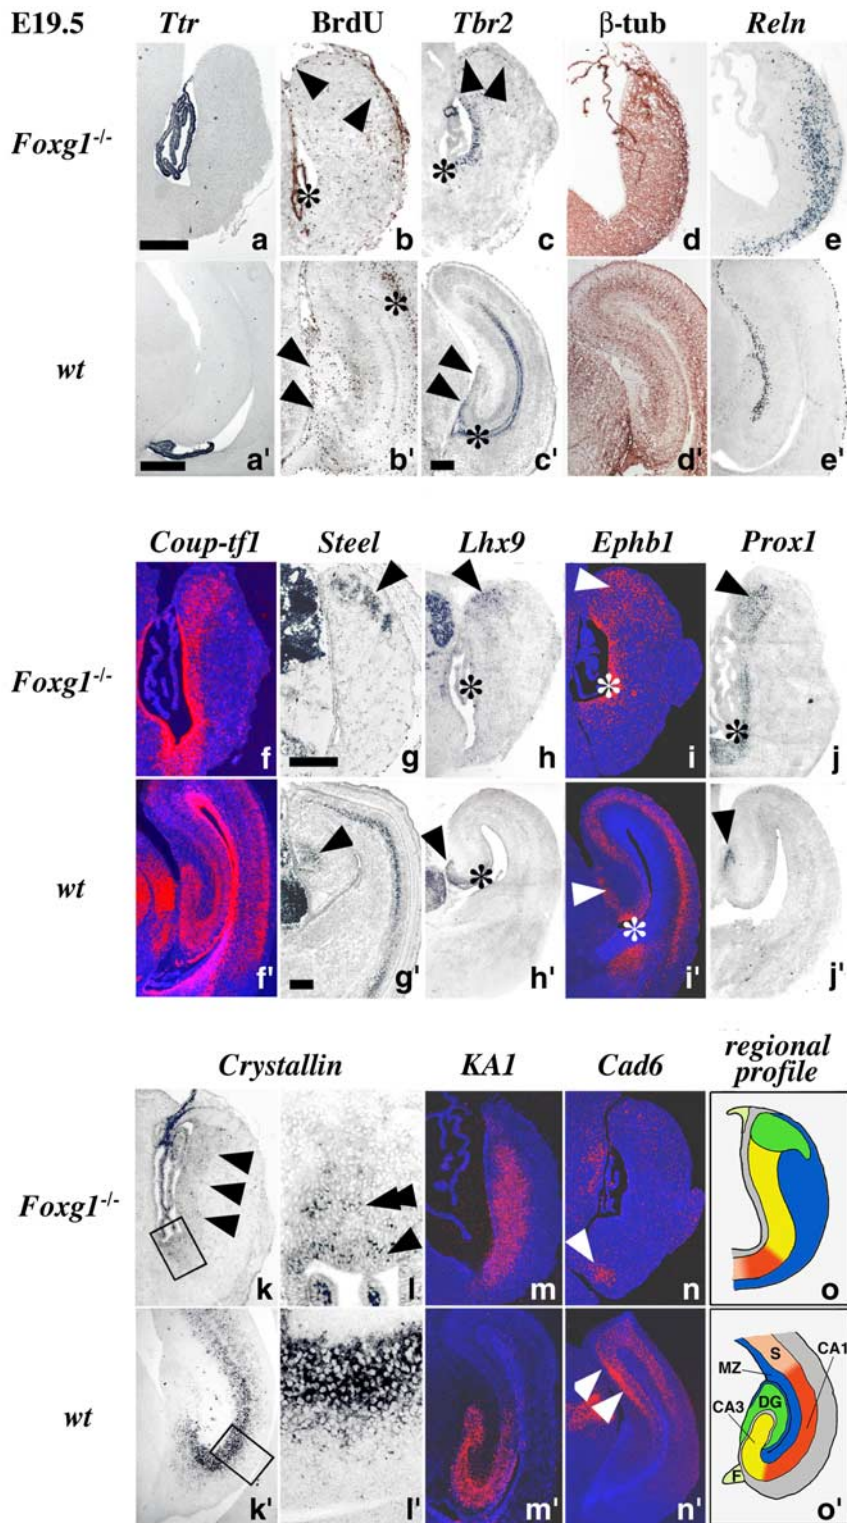 E19.5 Ttr BrdU Tbr2 β-tub Reln
Foxg1-/-
a b c d e
wt
a' b' c' d' e'
Coup-tf1 Steel Lhx9 Ephb1 Prox1
Foxg1-/-
f g h i j
wt
f' g' h' i' j'
Crystallin KA1 Cad6 regional
profile
Foxg1-/-
k l m n o
wt
S CA1
MZ
DG
CA3
F
k' l' m' n' o'